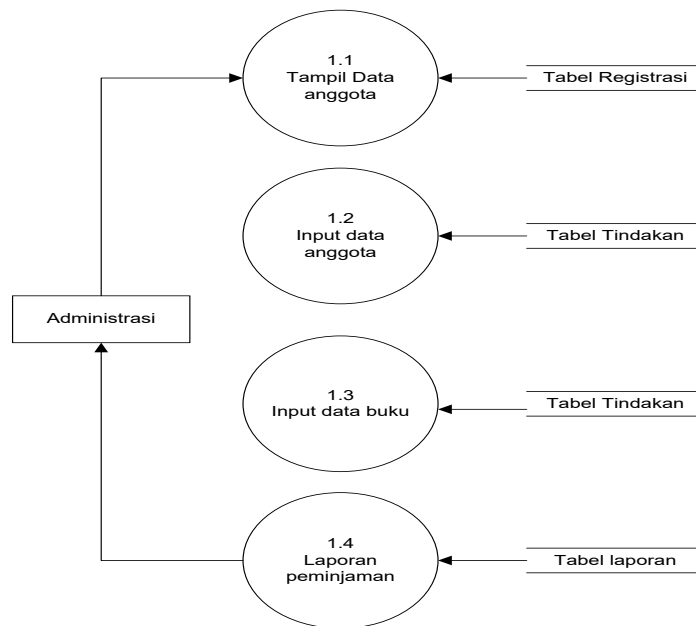 1.1
Tampil Data
anggota
Tabel Registrasi
1.2
Input data
anggota
Tabel Tindakan
Administrasi
1.3
Input data buku
Tabel Tindakan
1.4
Laporan
peminjaman
Tabel laporan